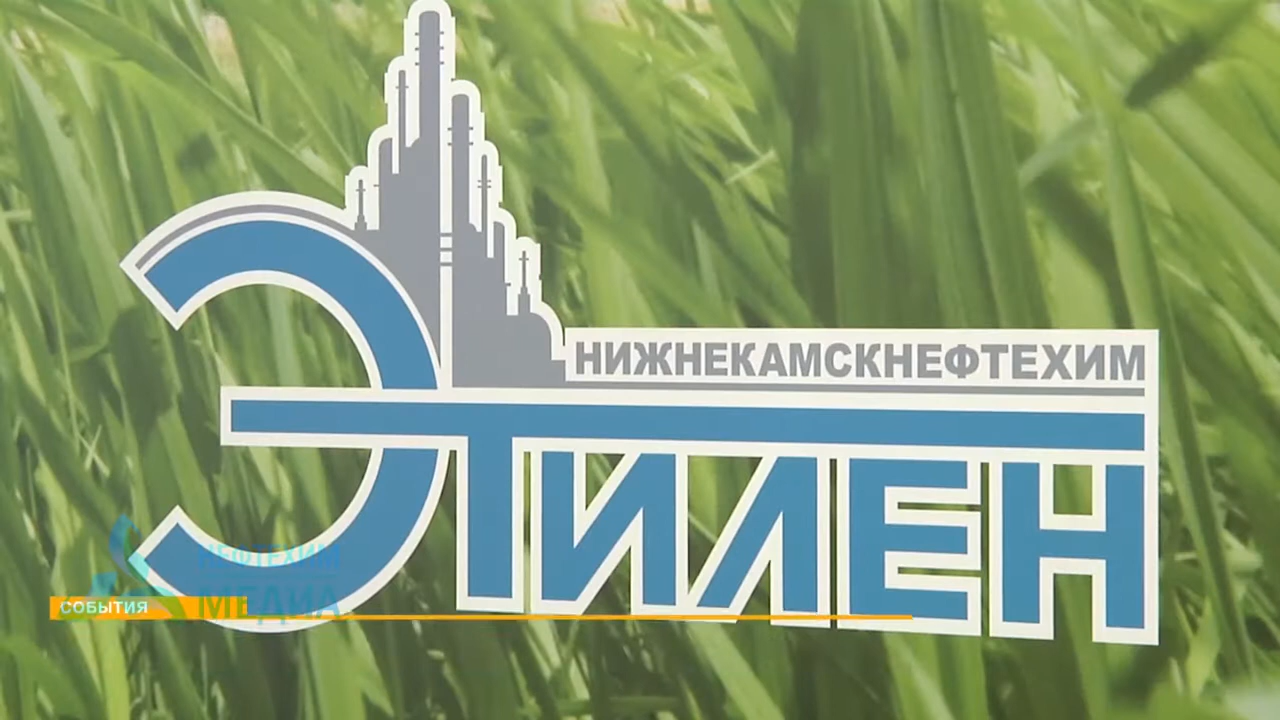 НИЖНЕКАМСКНЕФТЕХИМ
ЭТИЛЕН
НЕФТЕХИМ
МЕДИА
СОБЫТИЯ